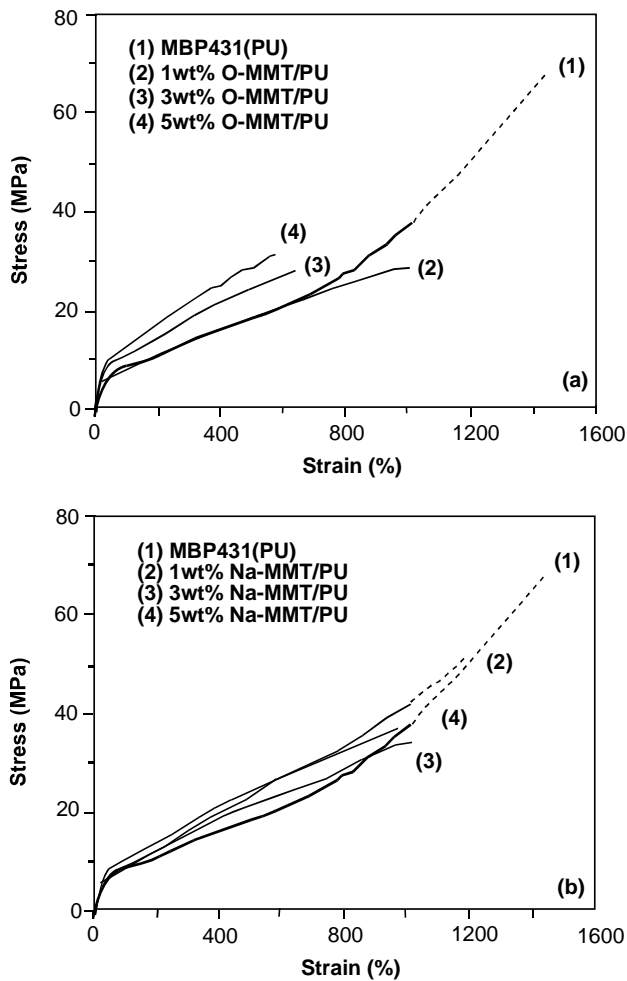 80
(1) MBP431(PU)
(2) 1wt% O-MMT/PU
(3) 3wt% O-MMT/PU
(4) 5wt% O-MMT/PU
(1)
60
Stress (MPa)
40
(4)
(3)
(2)
20
(a)
0
0 400 800 1200 1600
Strain (%)
80
(1) MBP431(PU)
(2) 1wt% Na-MMT/PU
(3) 3wt% Na-MMT/PU
(4) 5wt% Na-MMT/PU
(1)
60
(2)
Stress (MPa)
40
(4)
(3)
20
(b)
0
0 400 800 1200 1600
Strain (%)